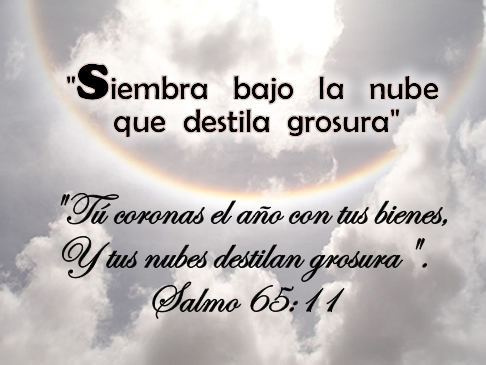 "Siembra bajo la nube
que destila grosura"
"Tú coronas el año con tus bienes,
Y tus nubes destilan grosura ".
Salmo 65:11